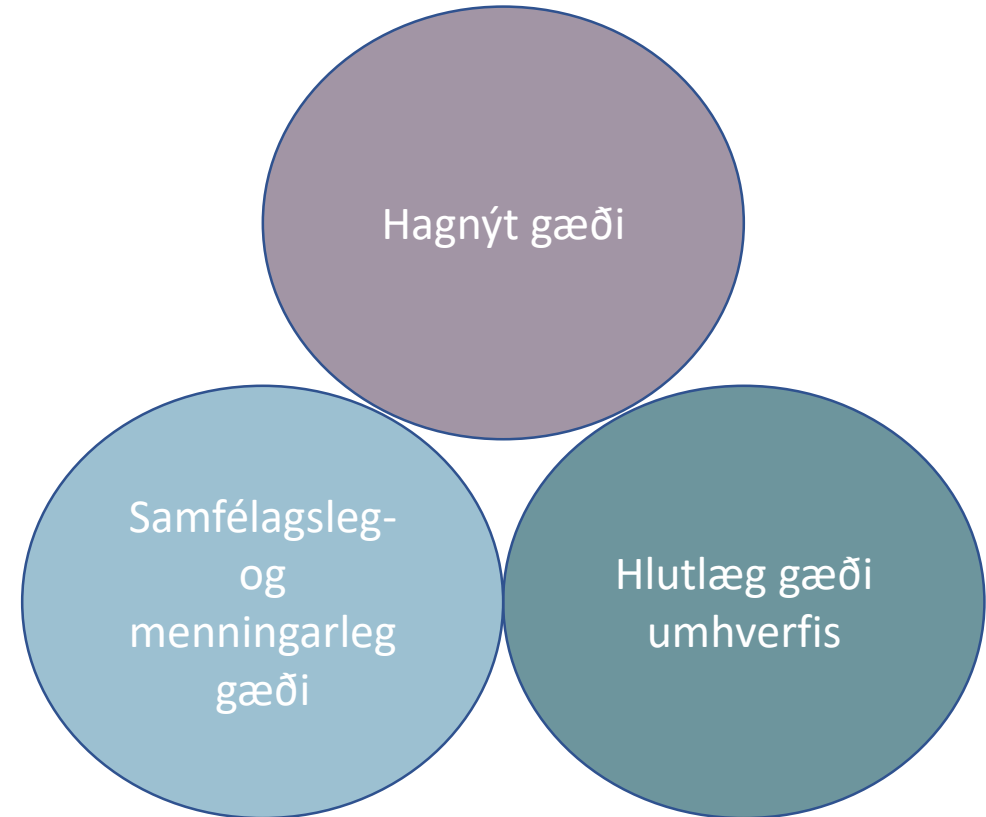 Hagnýt gæði
Samfélagsleg-
og
menningarleg
gæði
Hlutlæg gæði
umhverfis